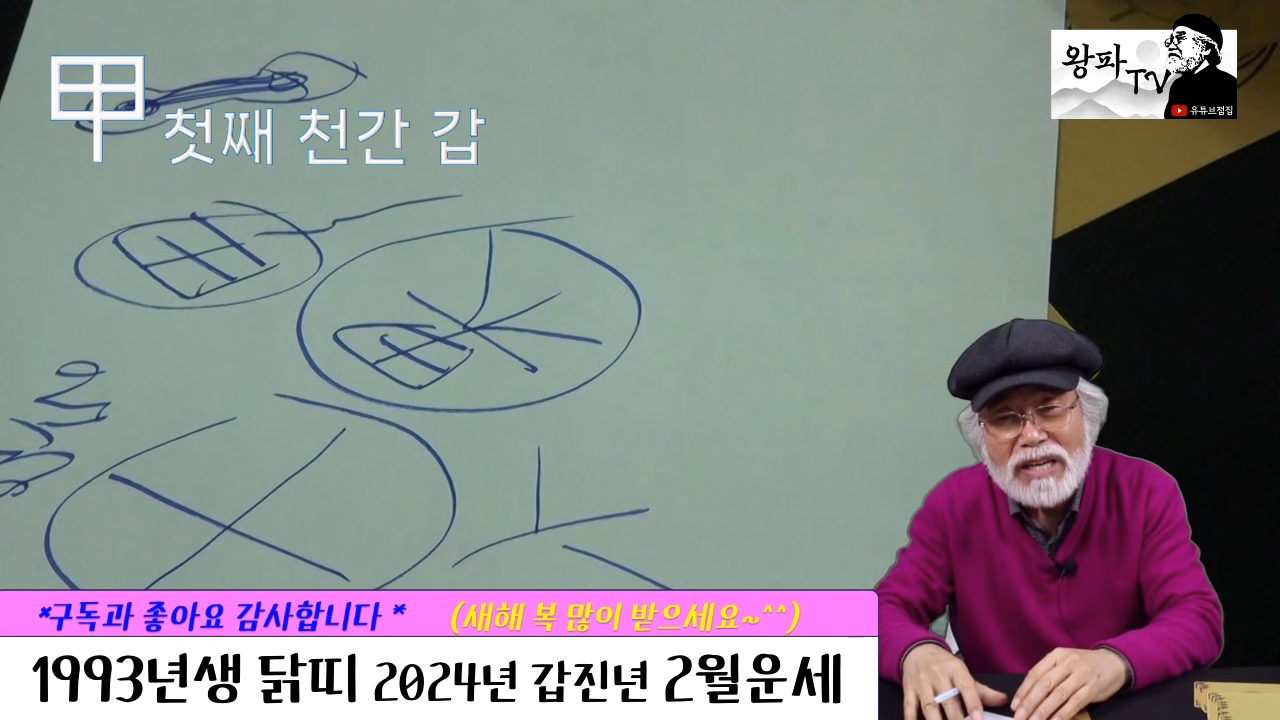 甲 첫째 천간 갑
왕파TV
유튜브점집
*구독과 좋아요 감사합니다 * (새해 복 많이 받으세요~^^)
1993년생 닭띠 2024년 갑진년 2월운세